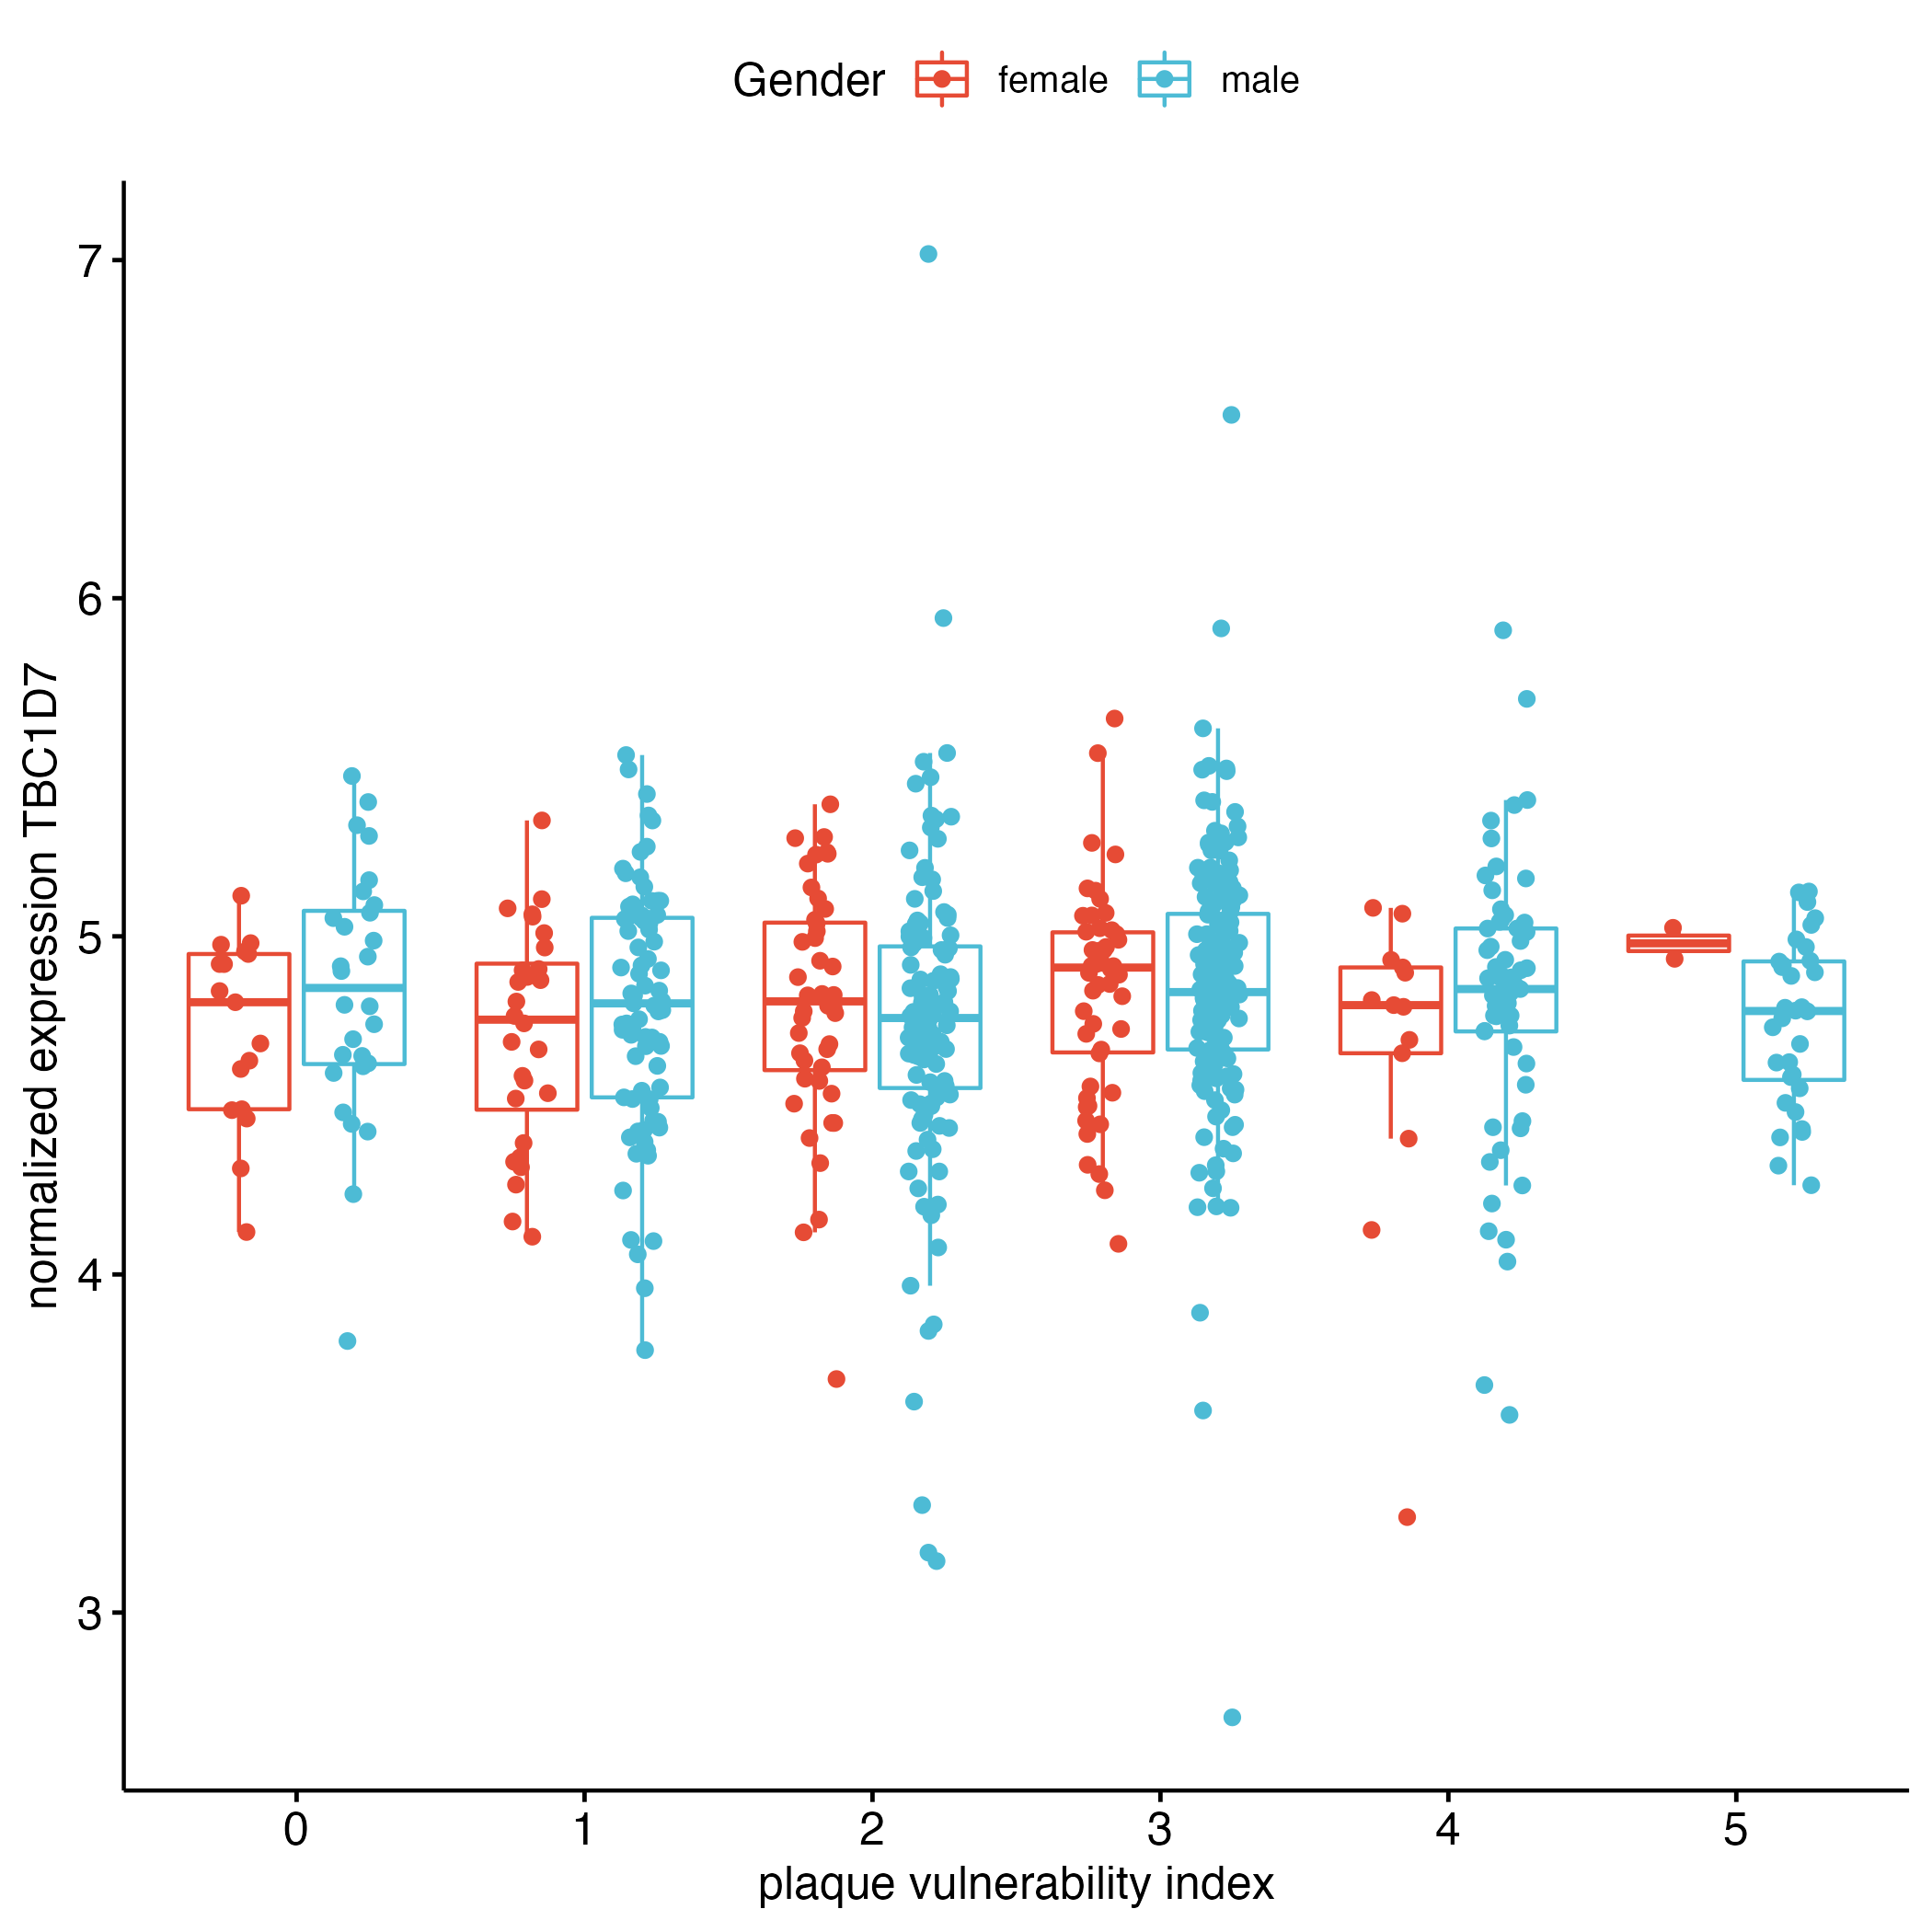 Gender female male
7
6
5
4
3
normalized expression TBC1D7
0 1 2 3 4 5
plaque vulnerability index